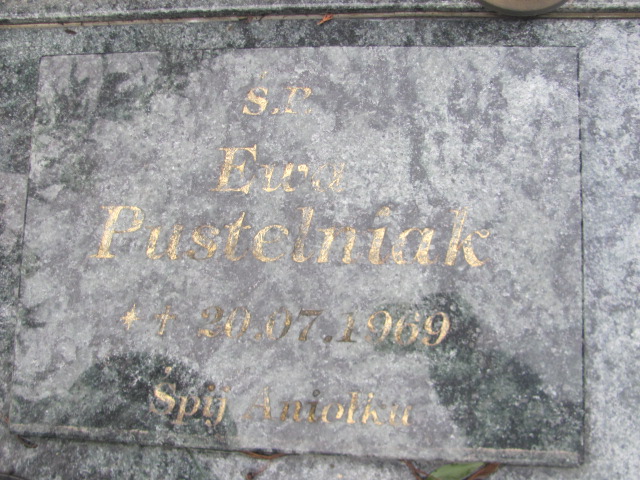 Ś.P.
Ewa
Pustelniak
* † 20.07.1969
Śpij Aniołku